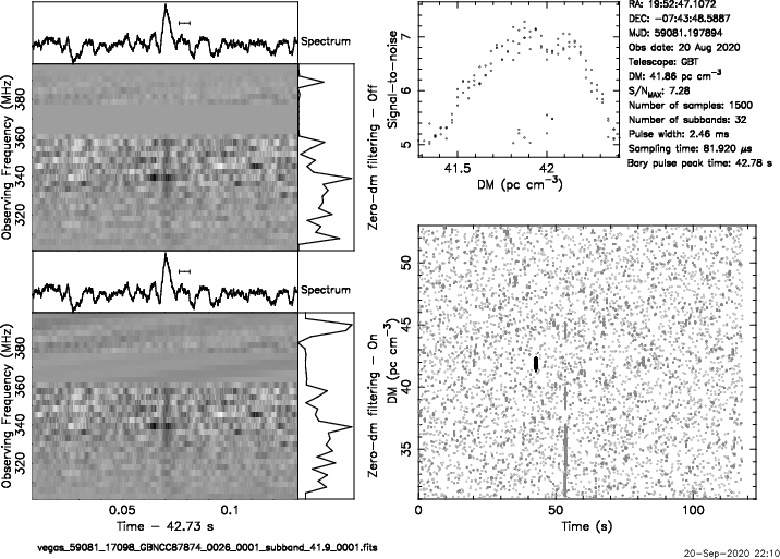 Spectrum
Observing Frequency (MHz)
380
360
340
320
Zero-dm filtering - Off
Spectrum
Observing Frequency (MHz)
380
360
340
320
Zero-dm filtering - On
0.05
0.1
Time - 42.73 s
vegas_59081_17098_GBNCC87874_0026_0001_subband_41.9_0001.fits
Signal-to-noise
7
6
5
41.5
42
DM (pc cm-3)
RA: 19:52:47.1072
DEC: -07:43:48.5887
MJD: 59081.197894
Obs date: 20 Aug 2020
Telescope: GBT
DM: 41.86 pc cm-3
S/NMAX: 7.28
Number of samples: 1500
Number of subbands: 32
Pulse width: 2.46 ms
Sampling time: 81.920 μs
Bary pulse peak time: 42.78 s
DM (pc cm-3)
50
45
40
35
0
50
100
Time (s)
20-Sep-2020 22:10